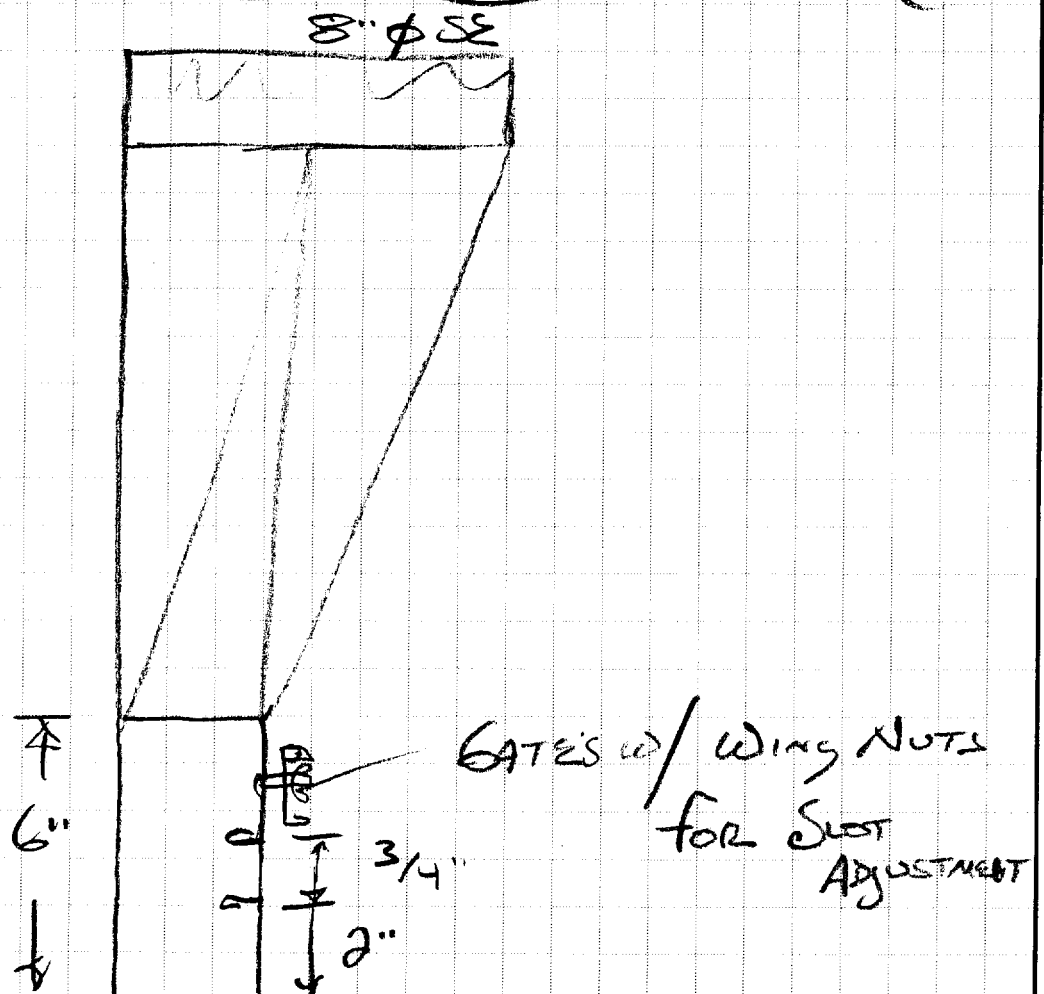 8" ø SE
GATES W/ WING NUTS
FOR SLOT
ADJUSTMENT
6"
3/4"
2"